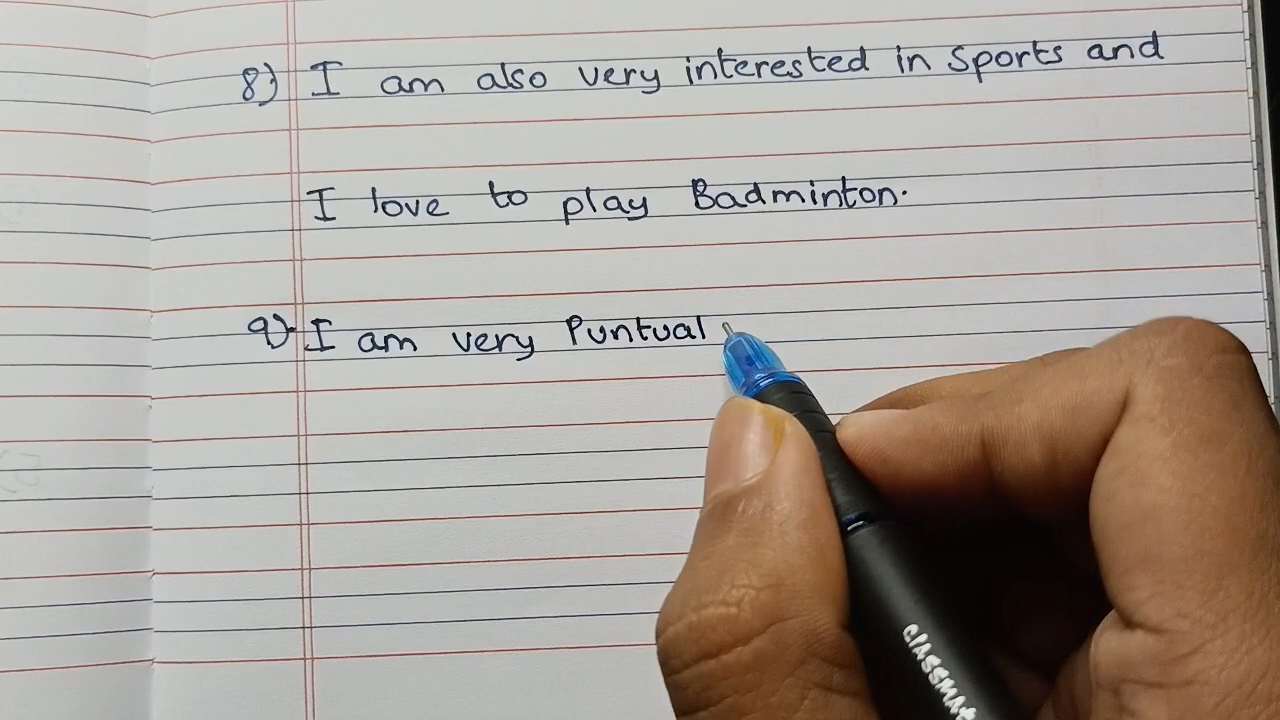 8) I am also very interested in sports and
I love to play Badminton.
9) I am very Puntual